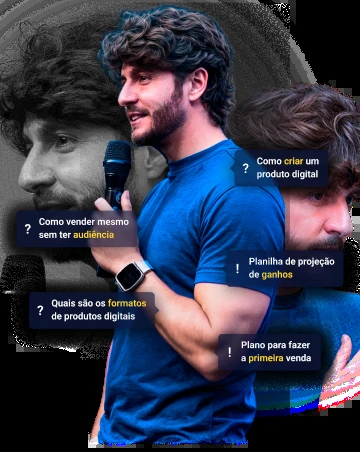 Como criar um
produto digital
Como vender mesmo
sem ter audiência
Planilha de projeção
de ganhos
Quais são os formatos
de produtos digitais
Plano para fazer
a primeira venda